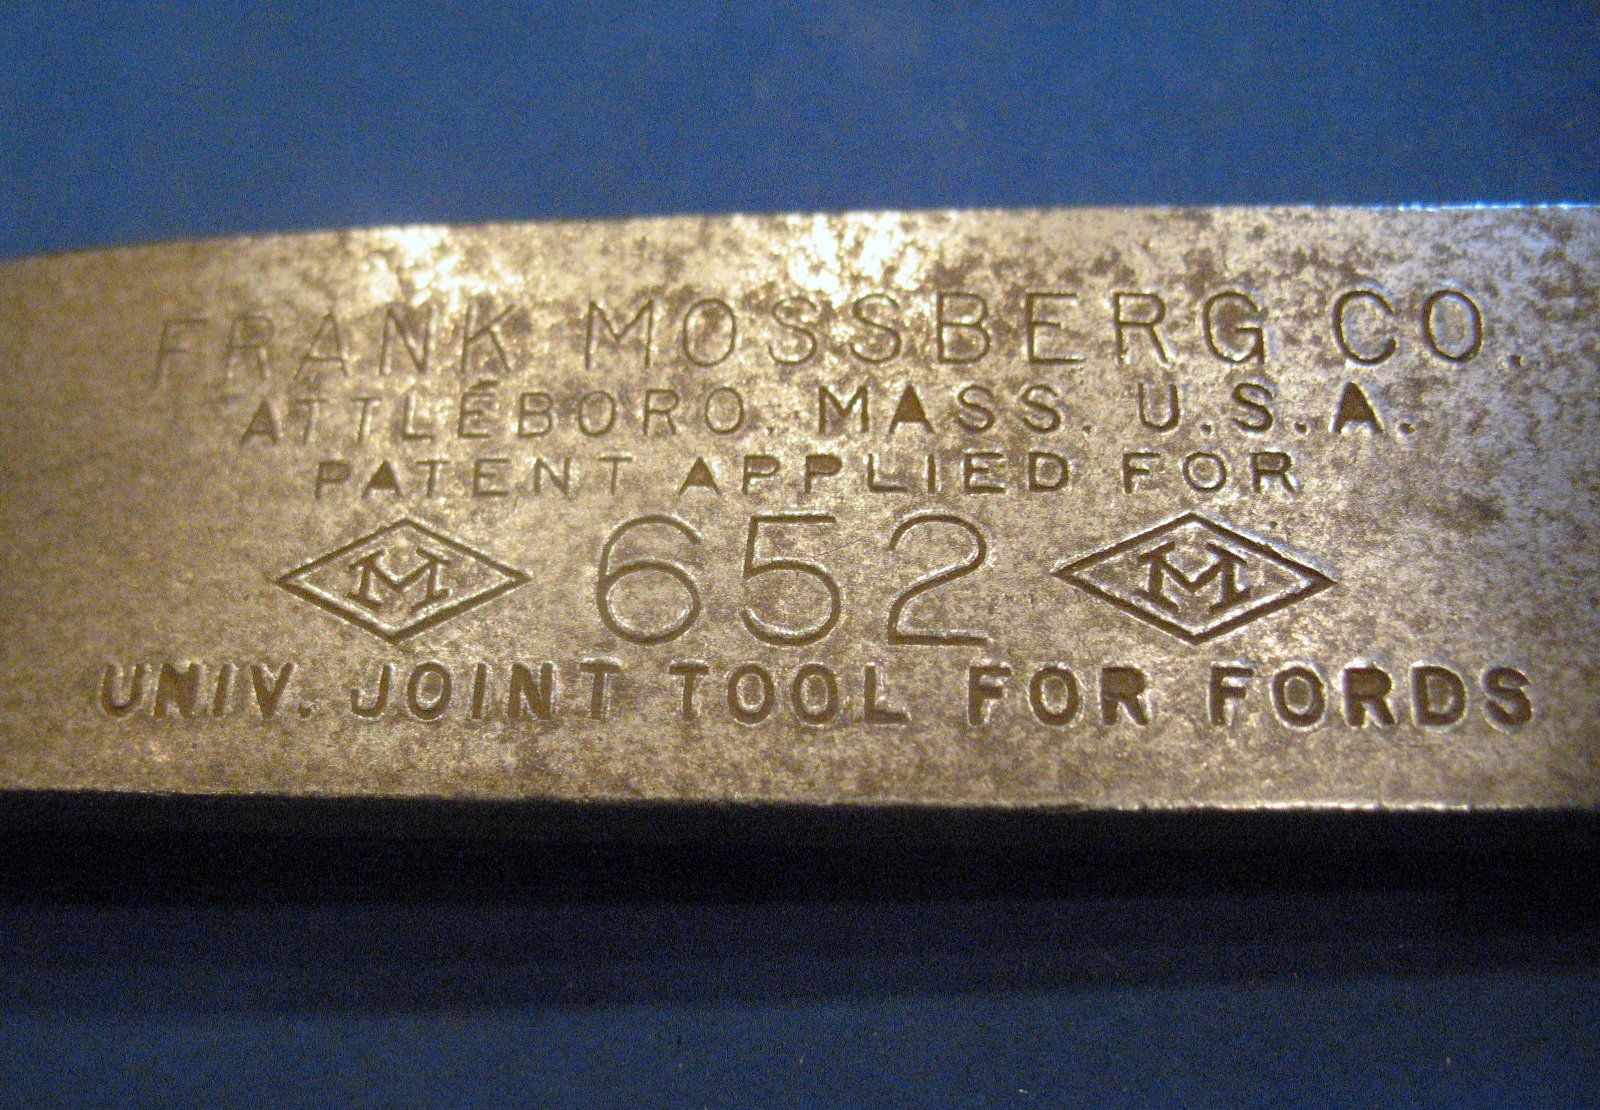 FRANK MOSSBERG CO.
ATTLEBORO. MASS. U.S.A.
PATENT APPLIED FOR
M 652 M
UNIV. JOINT TOOL FOR FORDS